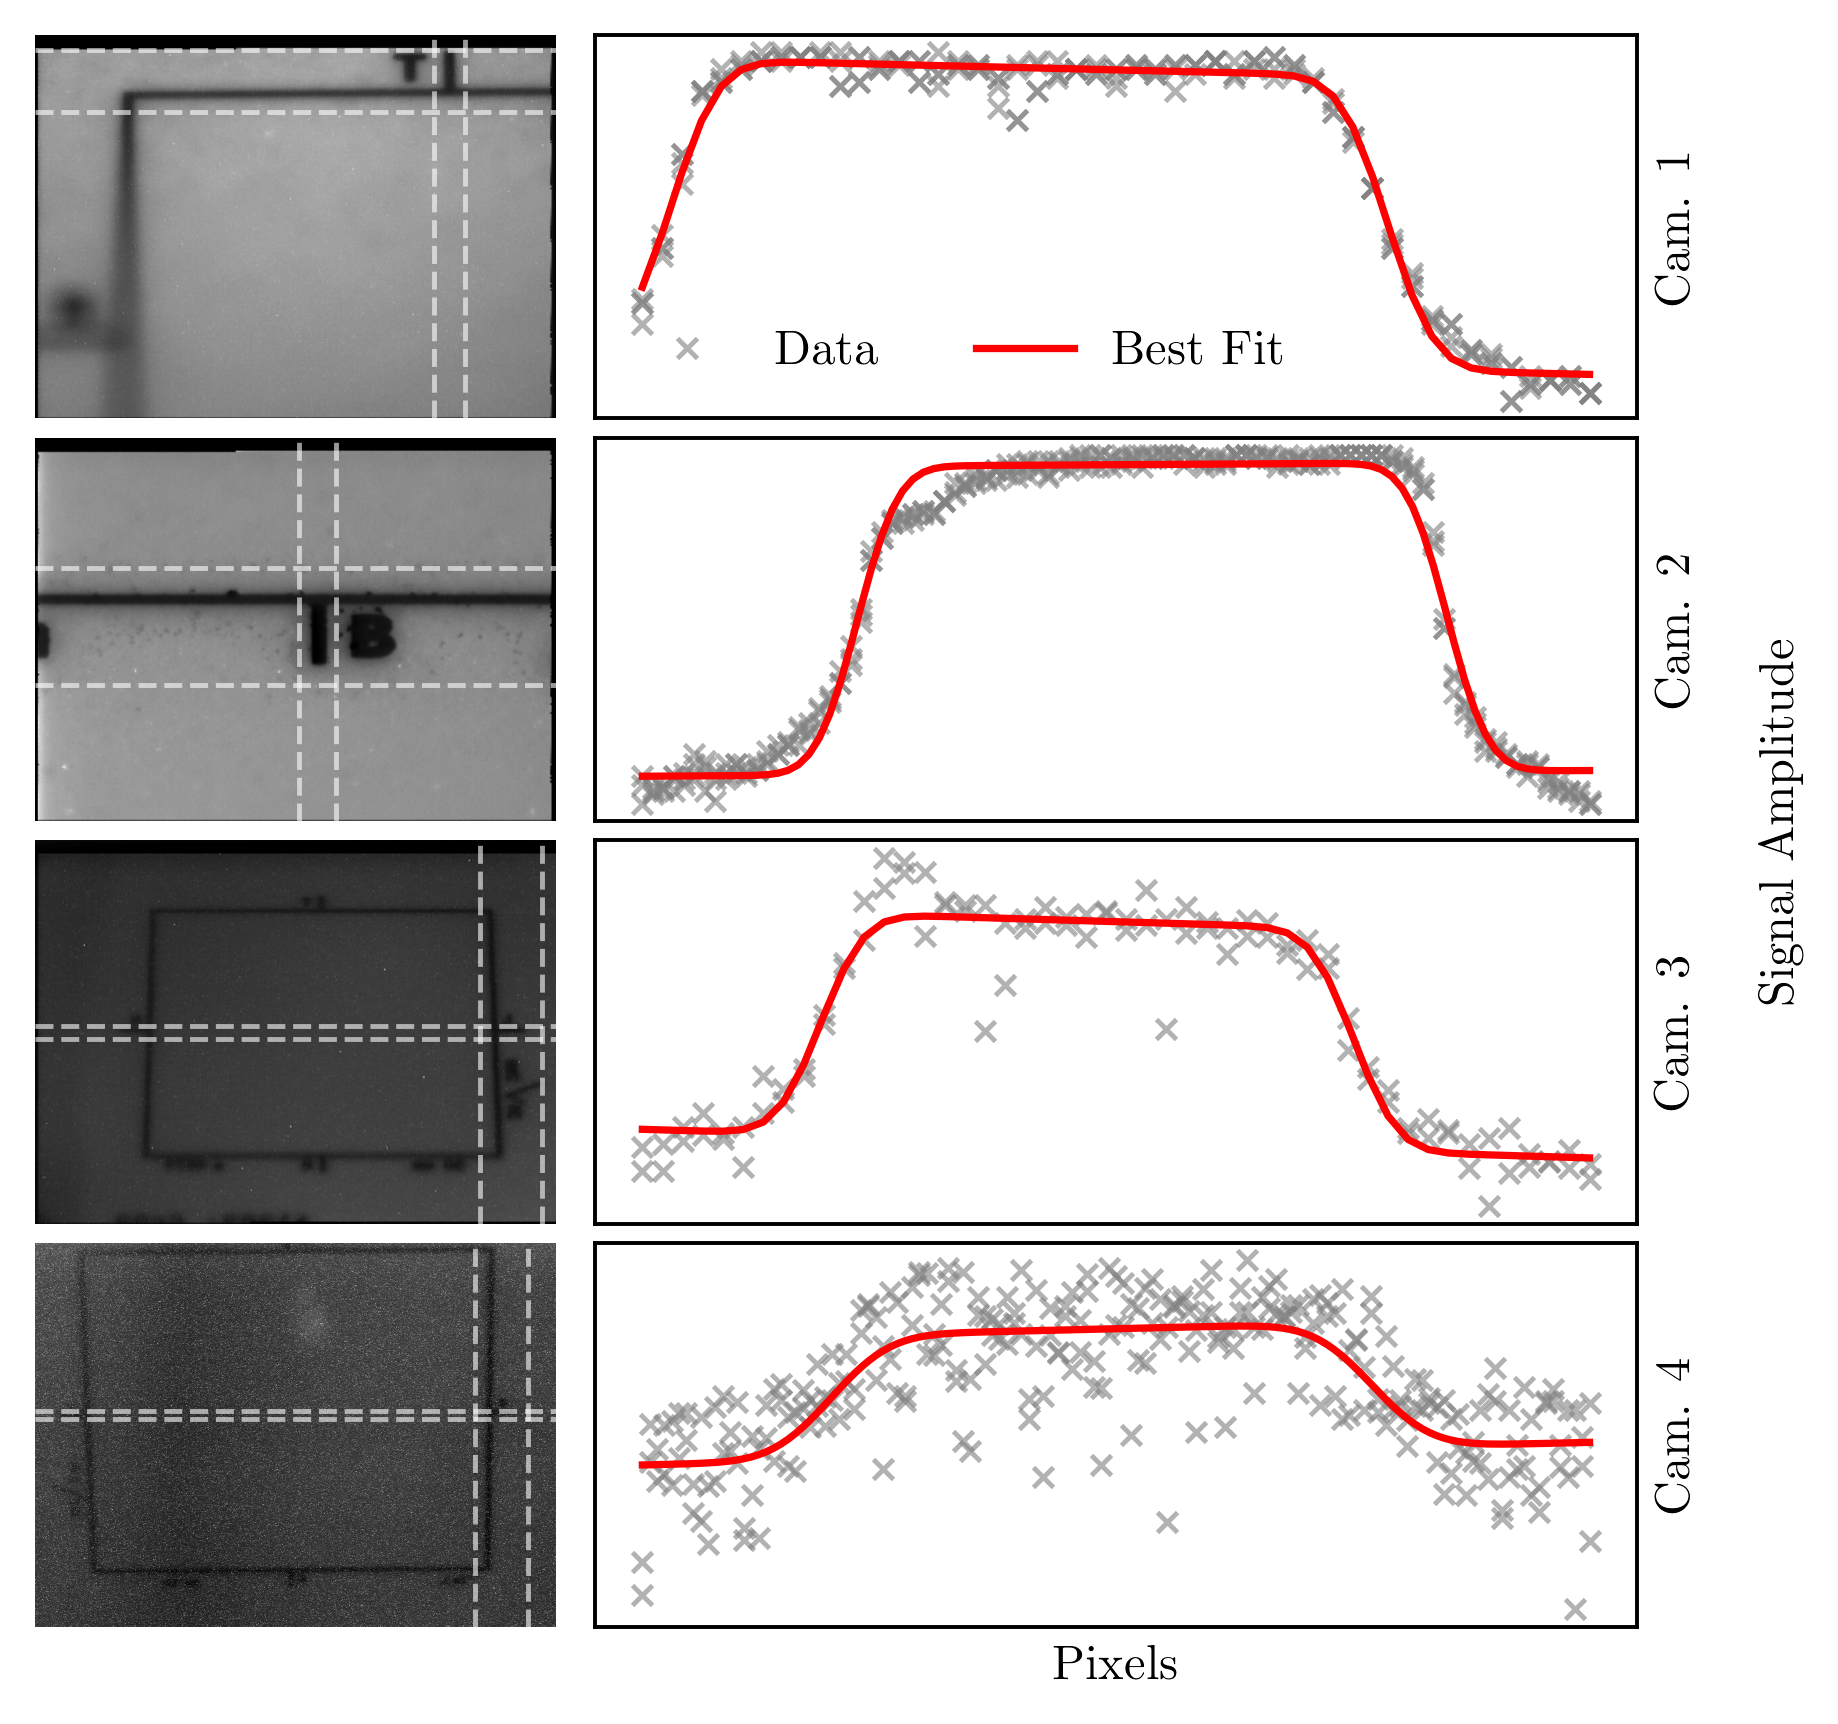 T
Data
Best Fit
Cam. 1
B
Cam. 2
Cam. 3
Cam. 4
Signal Amplitude
Pixels